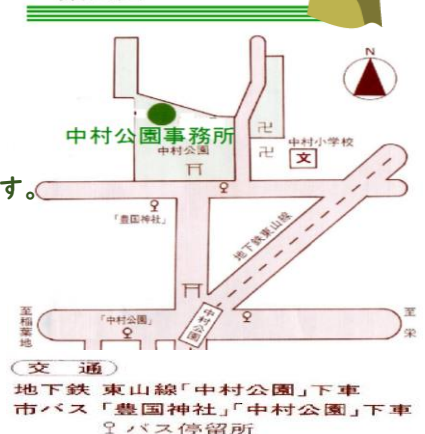 N
中村公園事務所
中村公園
卍
卍
中村小学校
文
す。
「豊国神社」
地下鉄東山線
至稲葉地
「中村公園」
中村公園
至栄
交通
地下鉄 東山線「中村公園」下車
市バス「豊国神社」「中村公園」下車
バス停留所